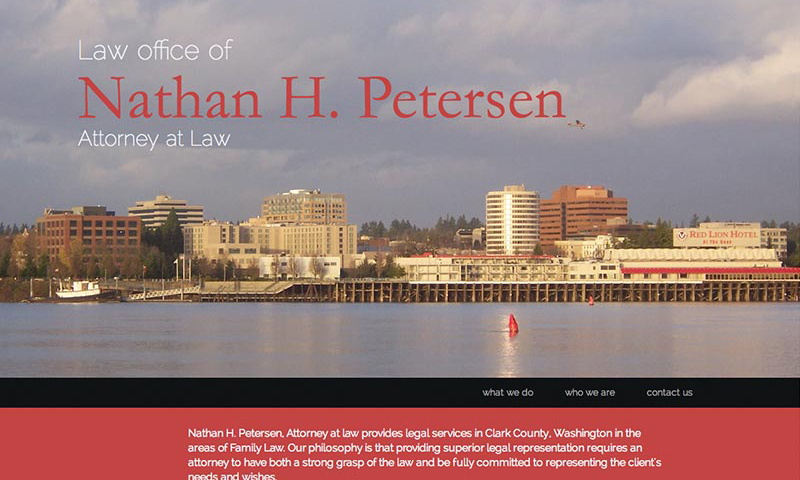 Law office of
Nathan H. Petersen
Attorney at Law
RED LION HOTEL
At The Quay
what we do
who we are
contact us
Nathan H. Petersen, Attorney at law provides legal services in Clark County, Washington in the
areas of Family Law. Our philosophy is that providing superior legal representation requires an
attorney to have both a strong grasp of the law and be fully committed to representing the client's
needs and wishes.